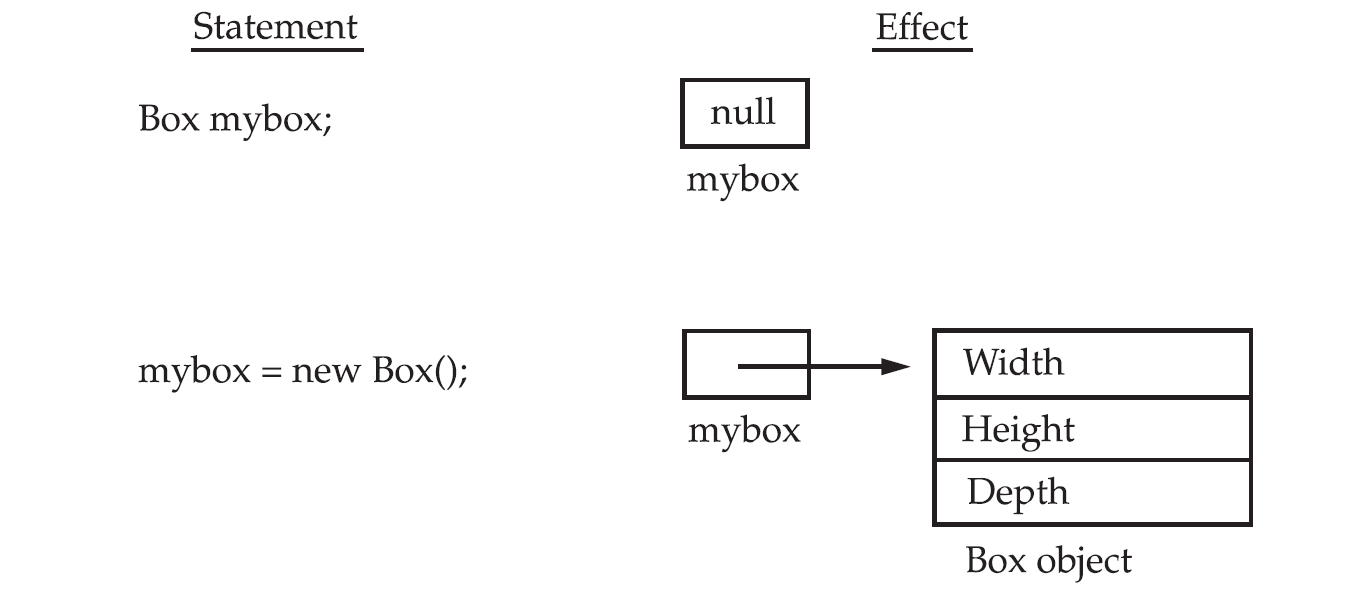 Statement
Effect
Box mybox;
null
mybox
mybox = new Box();
mybox
Width
Height
Depth
Box object